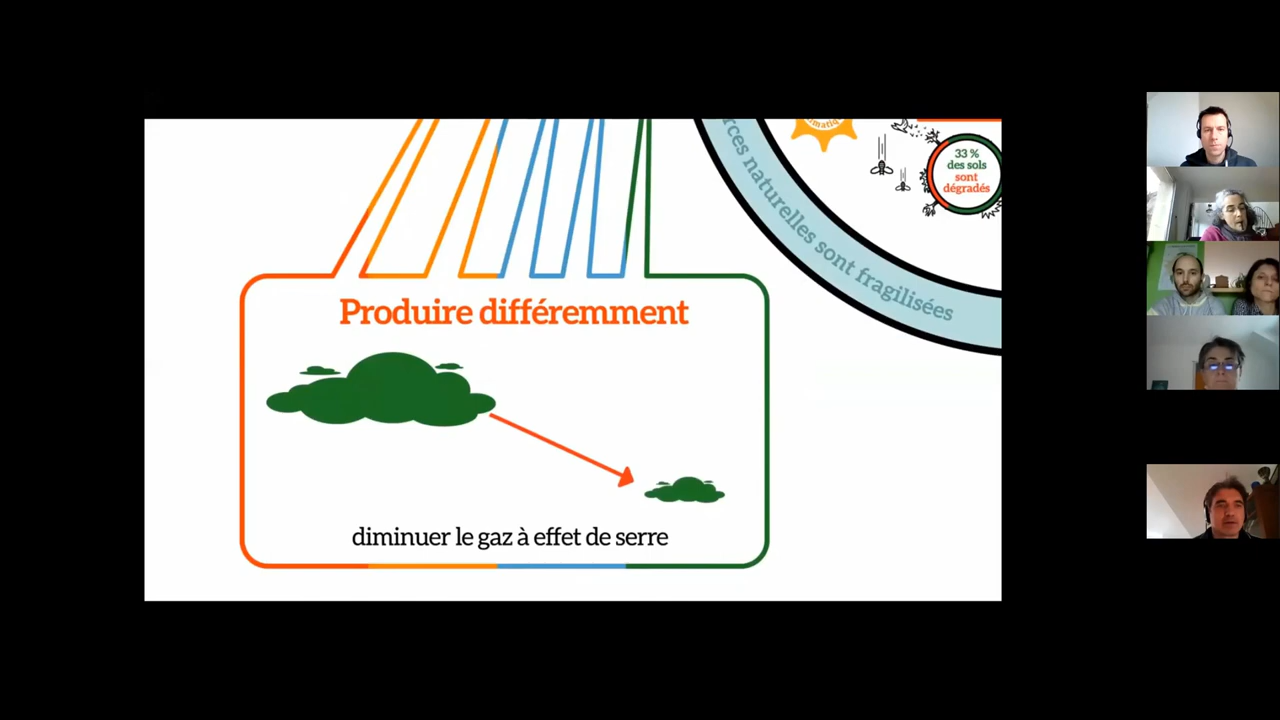 33 %
des sols
sont
dégradés
rces naturelles sont fragilisées
Produire différemment
diminuer le gaz à effet de serre